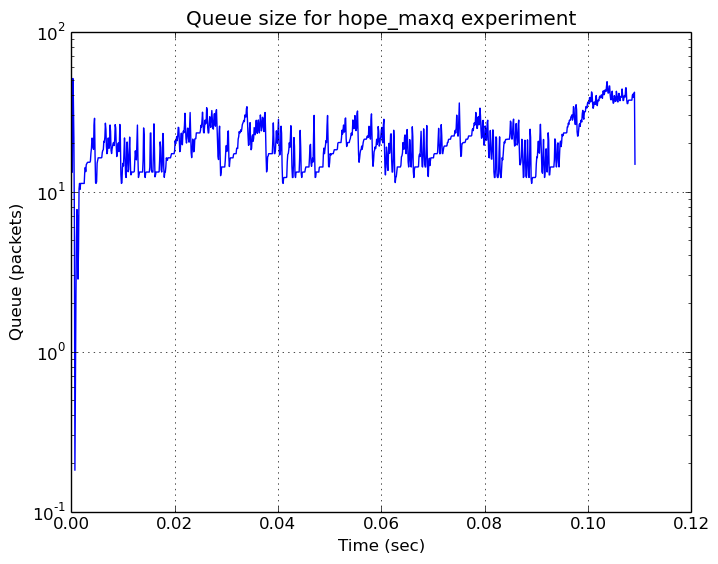 Queue size for hope_maxq experiment
10^2
10^1
10^0
10^-1
Queue (packets)
0.00 0.02 0.04 0.06 0.08 0.10 0.12
Time (sec)